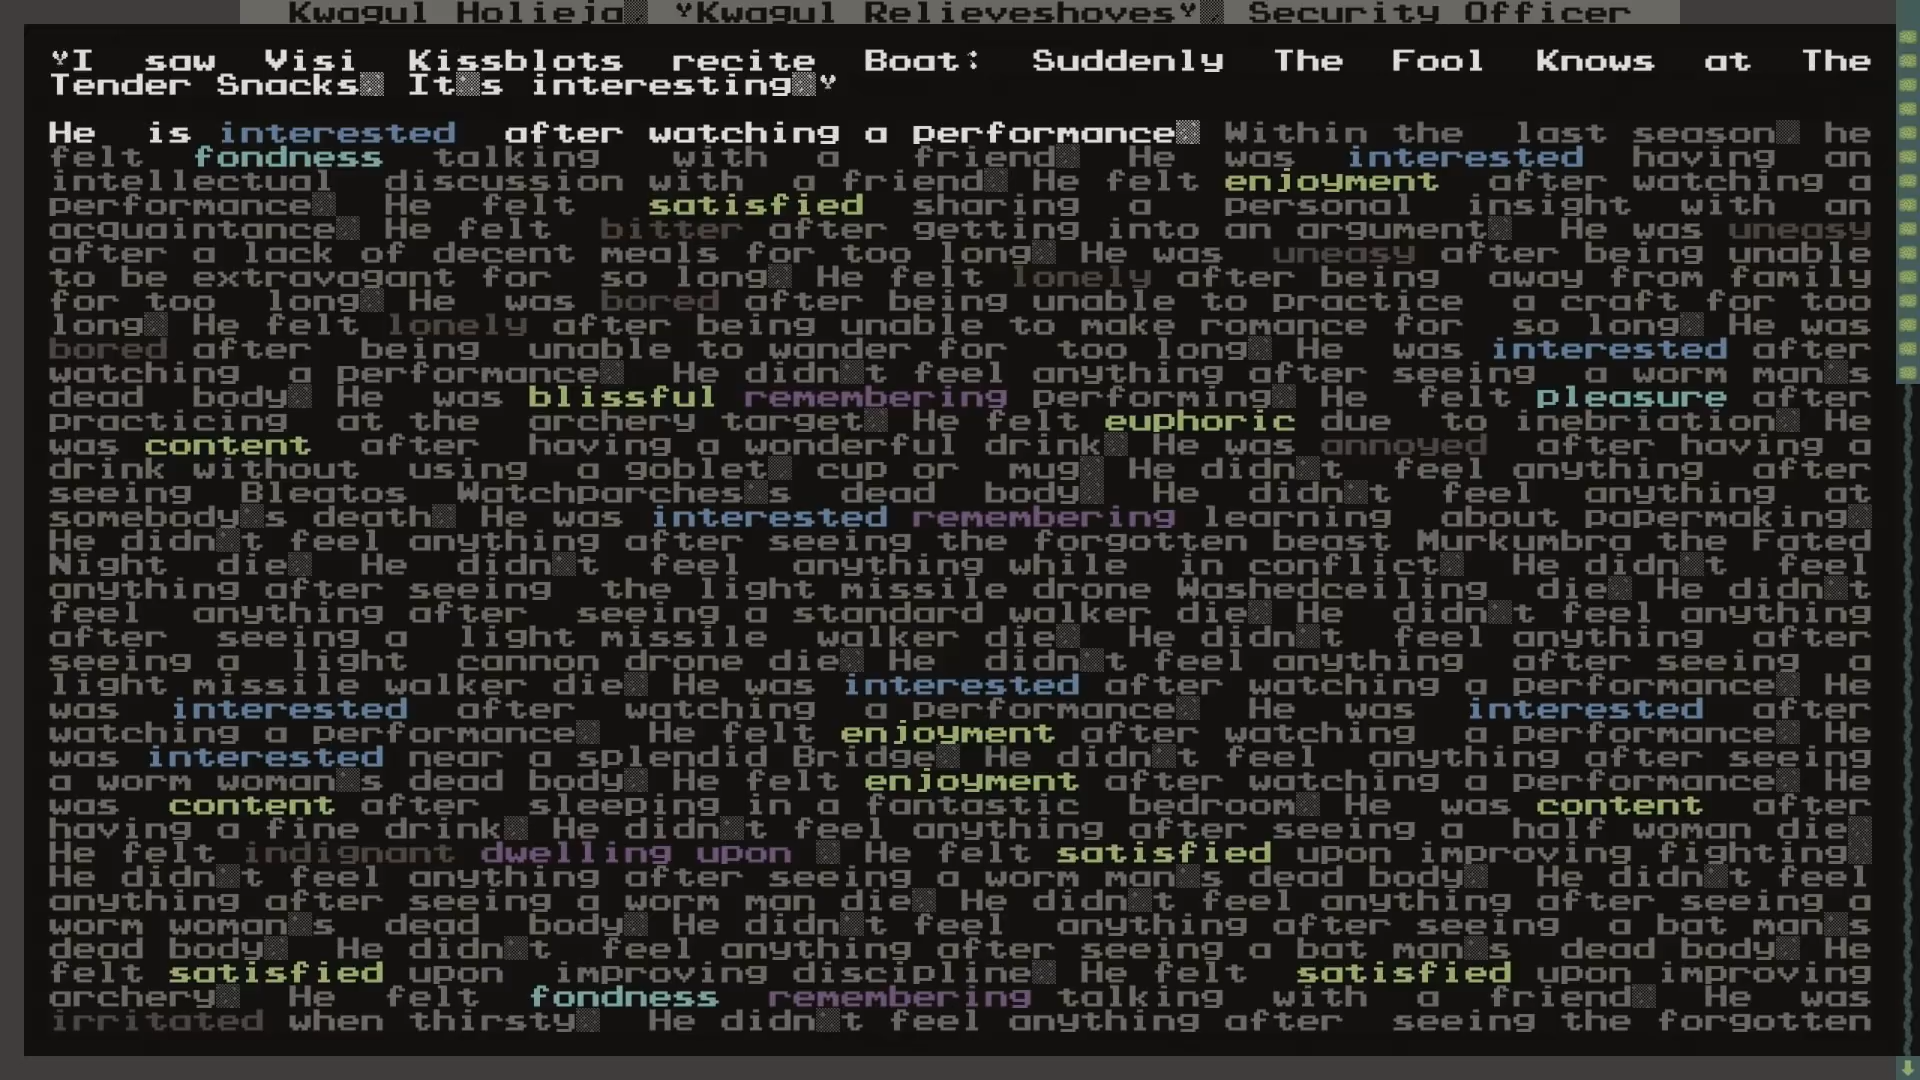 Kwagul Holieja, "Kwagul Relieveshoves", Security Officer
"I saw Visi Kissblots recite Boat: Suddenly The Fool Knows at The
Tender Snacks. It's interesting."
He is interested after watching a performance. Within the last season, he
felt fondness talking with a friend. He was interested having an
intellectual discussion with a friend. He felt enjoyment after watching a
performance. He felt satisfied sharing a personal insight with an
acquaintance. He felt bitter after getting into an argument. He was uneasy
after a lack of decent meals for too long. He was uneasy after being unable
to be extravagant for so long. He felt lonely after being away from family
for too long. He was bored after being unable to practice a craft for too
long. He felt lonely after being unable to make romance for so long. He was
bored after being unable to wander for too long. He was interested after
watching a performance. He didn't feel anything after seeing a worm man's
dead body. He was blissful remembering performing. He felt pleasure after
practicing at the archery target. He felt euphoric due to inebriation. He
was content after having a wonderful drink. He was annoyed after having a
drink without using a goblet, cup or mug. He didn't feel anything after
seeing Bleatos Watchparches's dead body. He didn't feel anything at
somebody's death. He was interested remembering learning about papermaking.
He didn't feel anything after seeing the forgotten beast Murkumbra the Fated
Night die. He didn't feel anything while in conflict. He didn't feel
anything after seeing the light missile drone Washedceiling die. He didn't
feel anything after seeing a standard walker die. He didn't feel anything
after seeing a light missile walker die. He didn't feel anything after
seeing a light cannon drone die. He didn't feel anything after seeing a
light missile walker die. He was interested after watching a performance. He
was interested after watching a performance. He was interested after
watching a performance. He felt enjoyment after watching a performance. He
was interested near a splendid Bridge. He didn't feel anything after seeing
a worm woman's dead body. He felt enjoyment after watching a performance. He
was content after sleeping in a fantastic bedroom. He was content after
having a fine drink. He didn't feel anything after seeing a half woman die.
He felt indignant dwelling upon . He felt satisfied upon improving fighting.
He didn't feel anything after seeing a worm man's dead body. He didn't feel
anything after seeing a worm man die. He didn't feel anything after seeing a
worm woman's dead body. He didn't feel anything after seeing a bat man's
dead body. He didn't feel anything after seeing a bat man's dead body. He
felt satisfied upon improving discipline. He felt satisfied upon improving
archery. He felt fondness remembering talking with a friend. He was
irritated when thirsty. He didn't feel anything after seeing the forgotten